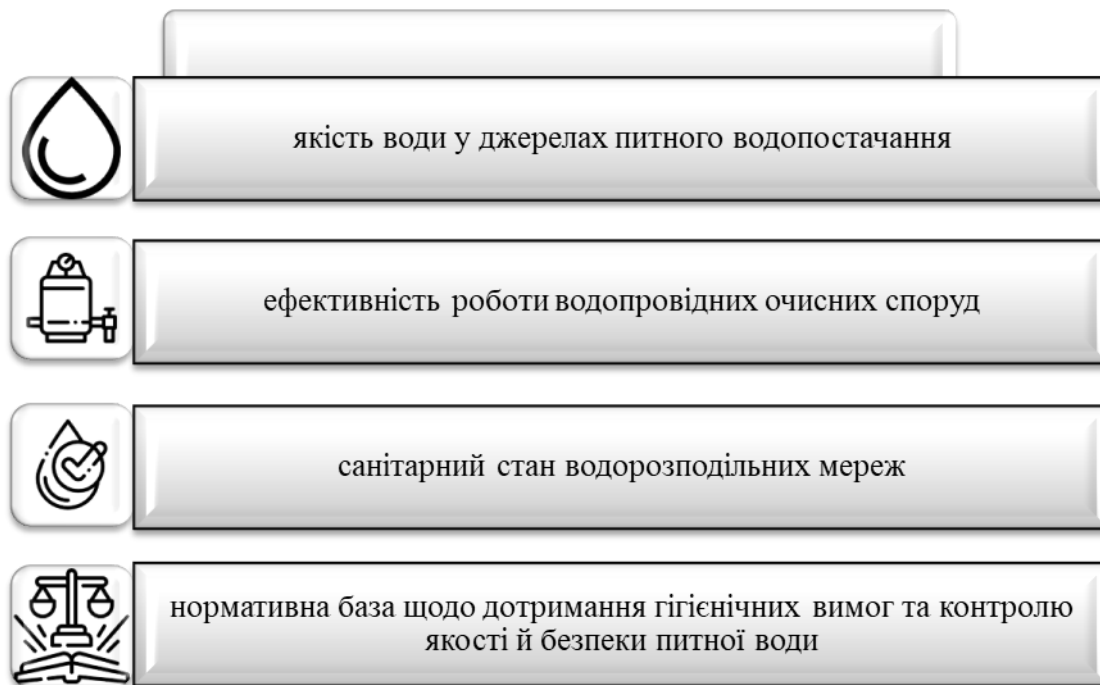 якість води у джерелах питного водопостачання
ефективність роботи водопровідних очисних споруд
санітарний стан водорозподільних мереж
нормативна база щодо дотримання гігієнічних вимог та контролю
якості й безпеки питної води